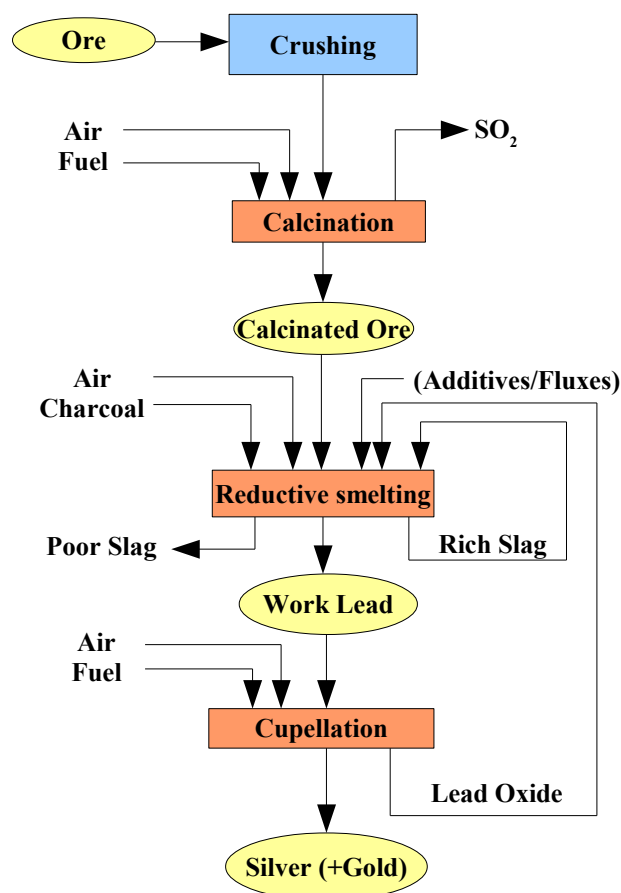 Ore
Crushing
Air
Fuel
SO₂
Calcination
Calcinated Ore
Air
Charcoal
(Additives/Fluxes)
Reductive smelting
Poor Slag
Rich Slag
Work Lead
Air
Fuel
Cupellation
Lead Oxide
Silver (+Gold)